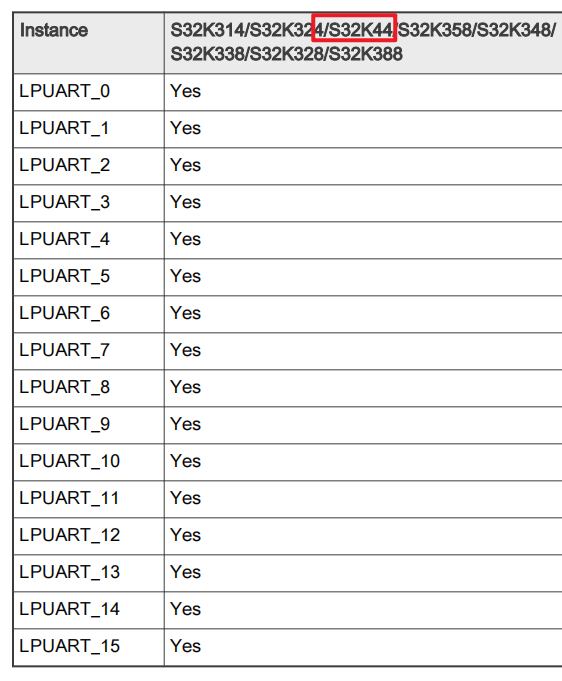 Instance S32K314/S32K324/S32K44/S32K358/S32K348/
S32K338/S32K328/S32K388
LPUART_0 Yes
LPUART_1 Yes
LPUART_2 Yes
LPUART_3 Yes
LPUART_4 Yes
LPUART_5 Yes
LPUART_6 Yes
LPUART_7 Yes
LPUART_8 Yes
LPUART_9 Yes
LPUART_10 Yes
LPUART_11 Yes
LPUART_12 Yes
LPUART_13 Yes
LPUART_14 Yes
LPUART_15 Yes